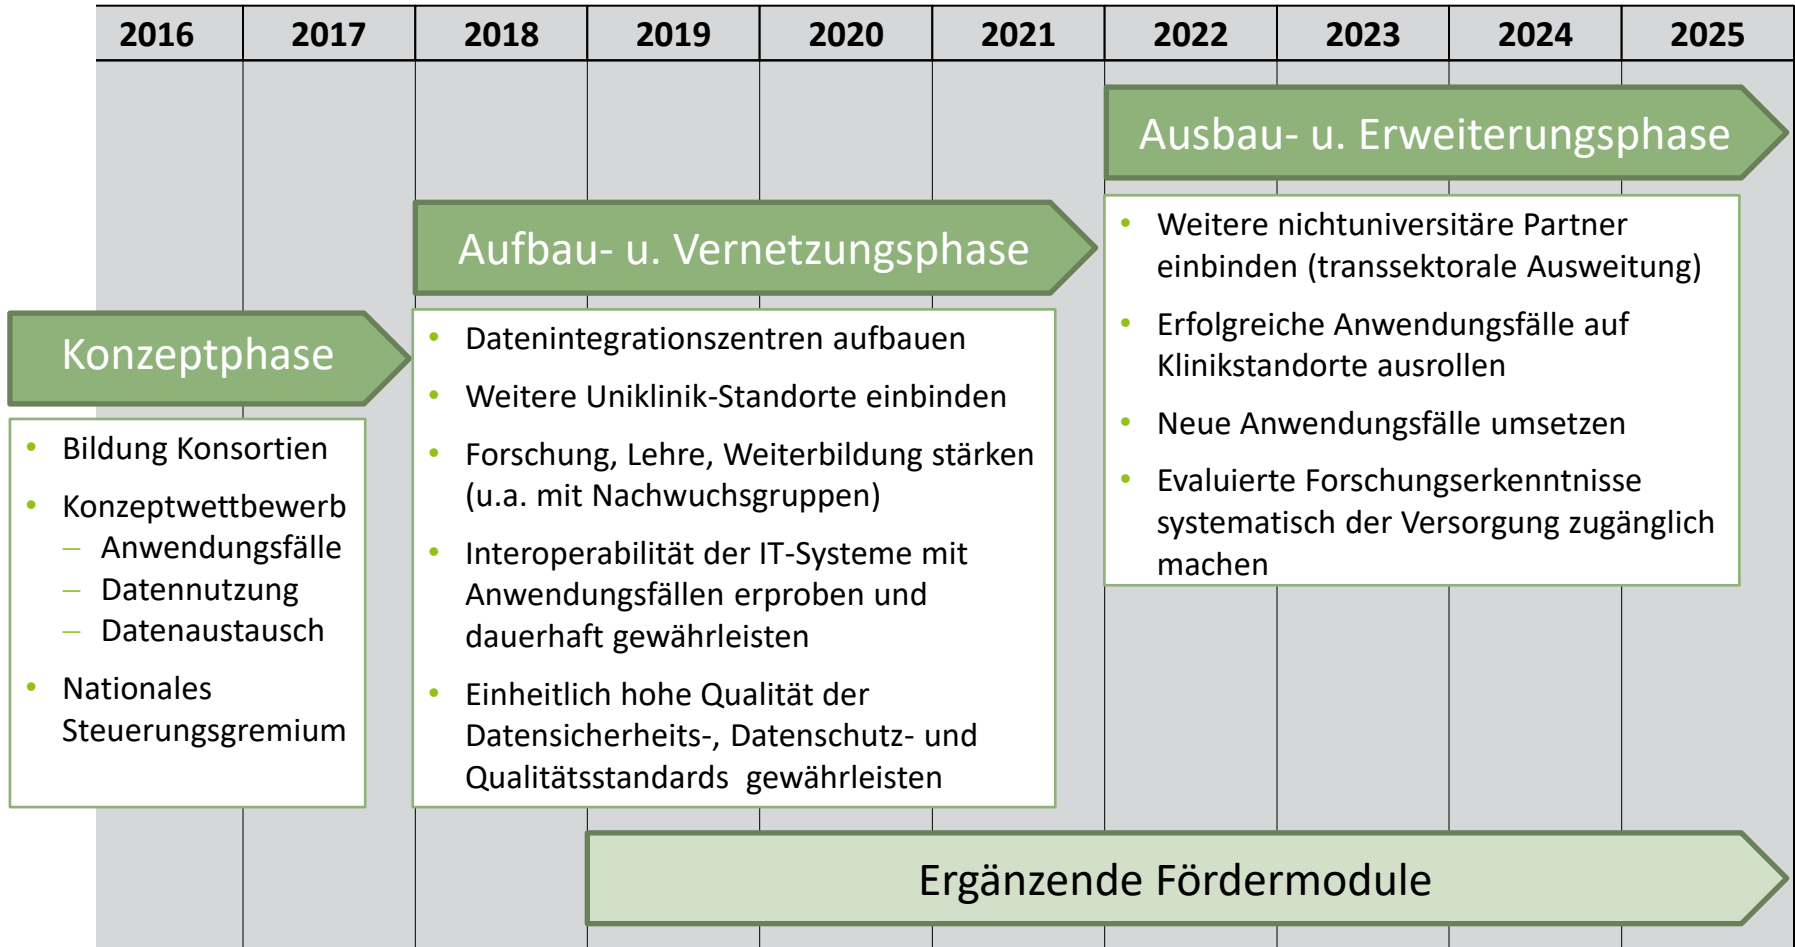 2016 2017 2018 2019 2020 2021 2022 2023 2024 2025
Konzeptphase
• Bildung Konsortien
• Konzeptwettbewerb
– Anwendungsfälle
– Datennutzung
– Datenaustausch
• Nationales
Steuerungsgremium
Aufbau- u. Vernetzungsphase
• Datenintegrationszentren aufbauen
• Weitere Uniklinik-Standorte einbinden
• Forschung, Lehre, Weiterbildung stärken
(u.a. mit Nachwuchsgruppen)
• Interoperabilität der IT-Systeme mit
Anwendungsfällen erproben und
dauerhaft gewährleisten
• Einheitlich hohe Qualität der
Datensicherheits-, Datenschutz- und
Qualitätsstandards gewährleisten
Ausbau- u. Erweiterungsphase
• Weitere nichtuniversitäre Partner
einbinden (transsektorale Ausweitung)
• Erfolgreiche Anwendungsfälle auf
Klinikstandorte ausrollen
• Neue Anwendungsfälle umsetzen
• Evaluierte Forschungserkenntnisse
systematisch der Versorgung zugänglich
machen
Ergänzende Fördermodule